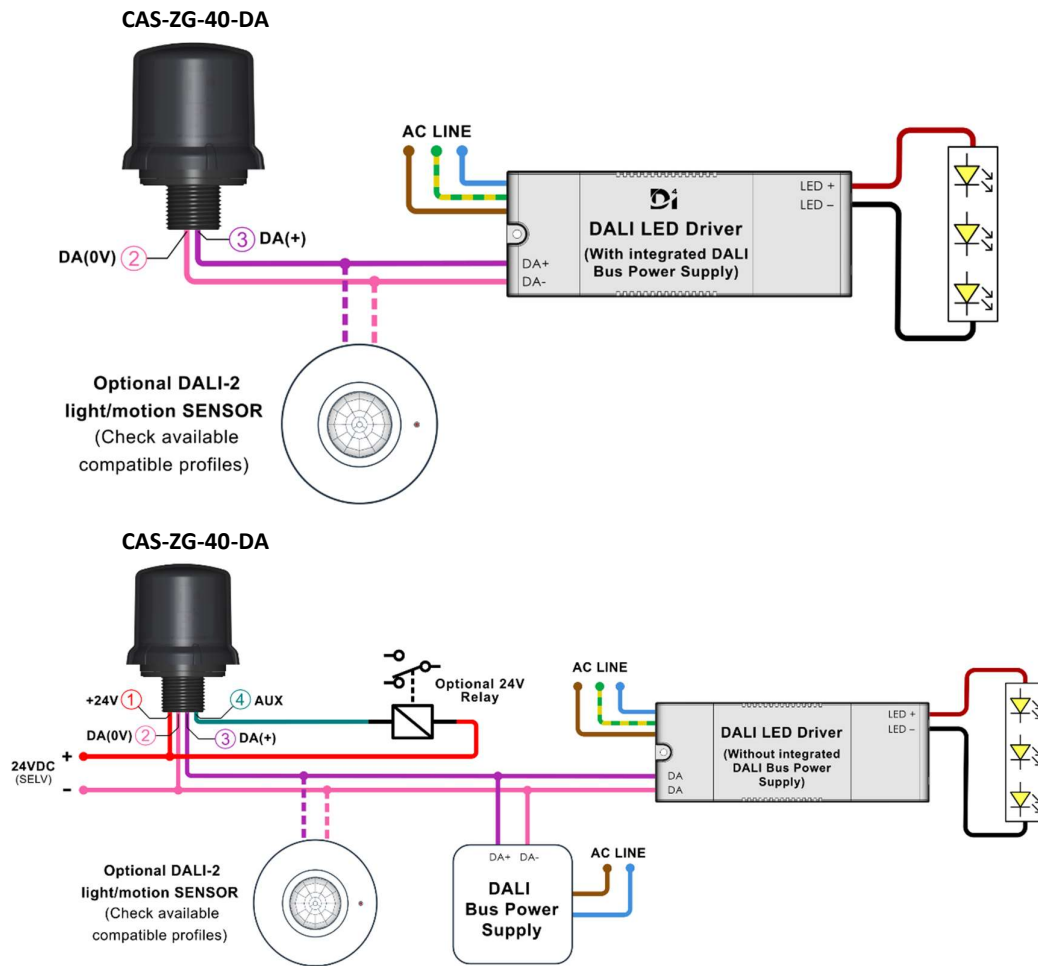 CAS-ZG-40-DA
AC LINE
LED +
LED –
DALI LED Driver
(With integrated DALI
Bus Power Supply)
DA+
DA-
DA(0V) 2
3 DA(+)
Optional DALI-2
light/motion SENSOR
(Check available
compatible profiles)
CAS-ZG-40-DA
+24V 1
4 AUX
DA(0V) 2
3 DA(+)
Optional 24V
Relay
24VDC
(SELV)
+
–
AC LINE
LED +
LED –
DALI LED Driver
(Without integrated
DALI Bus Power
Supply)
DA
DA
DA+ DA-
DALI
Bus Power
Supply
AC LINE
Optional DALI-2
light/motion SENSOR
(Check available
compatible profiles)